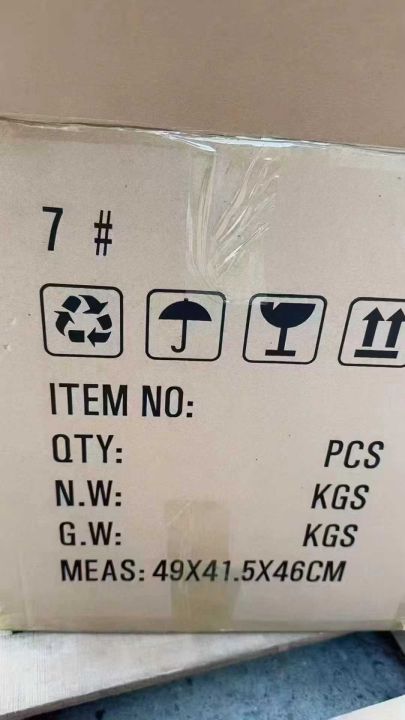 7 #
ITEM NO:
QTY: PCS
N.W: KGS
G.W: KGS
MEAS: 49X41.5X46CM